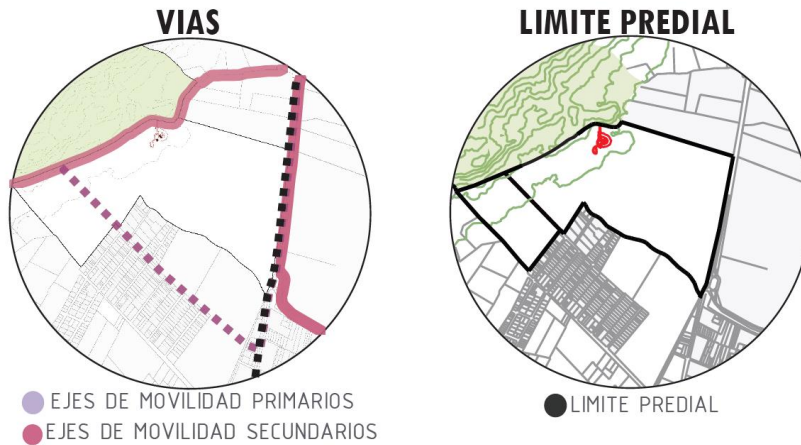 VIAS
EJES DE MOVILIDAD PRIMARIOS
EJES DE MOVILIDAD SECUNDARIOS
LIMITE PREDIAL
LIMITE PREDIAL